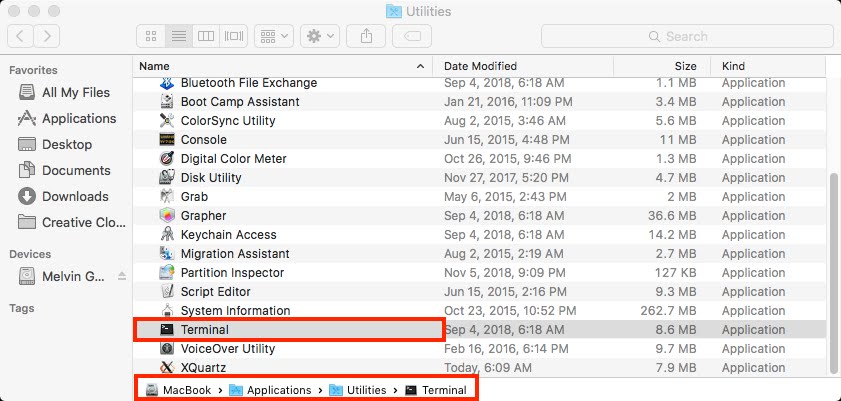 Utilities
Search
Favorites
All My Files
Applications
Desktop
Documents
Downloads
Creative Clo...
Devices
Melvin G...
Tags
Name Date Modified Size Kind
Bluetooth File Exchange Sep 4, 2018, 6:18 AM 1.1 MB Application
Boot Camp Assistant Jan 21, 2016, 11:09 PM 3.4 MB Application
ColorSync Utility Aug 2, 2015, 3:46 AM 5.6 MB Application
Console Jun 15, 2015, 4:48 PM 11 MB Application
Digital Color Meter Oct 26, 2015, 9:46 PM 1.3 MB Application
Disk Utility Nov 27, 2017, 5:20 PM 4.7 MB Application
Grab May 6, 2015, 2:43 PM 2 MB Application
Grapher Sep 4, 2018, 6:18 AM 36.6 MB Application
Keychain Access Sep 4, 2018, 6:18 AM 14.2 MB Application
Migration Assistant Aug 2, 2015, 2:19 AM 2 MB Application
Partition Inspector Nov 5, 2018, 9:09 PM 127 KB Application
Script Editor Jun 15, 2015, 2:16 PM 9.3 MB Application
System Information Oct 23, 2015, 10:52 PM 262.7 MB Application
Terminal Sep 4, 2018, 6:18 AM 8.6 MB Application
VoiceOver Utility Feb 16, 2016, 6:14 PM 9.7 MB Application
XQuartz Today, 6:09 AM 7.9 MB Application
MacBook › Applications › Utilities › Terminal